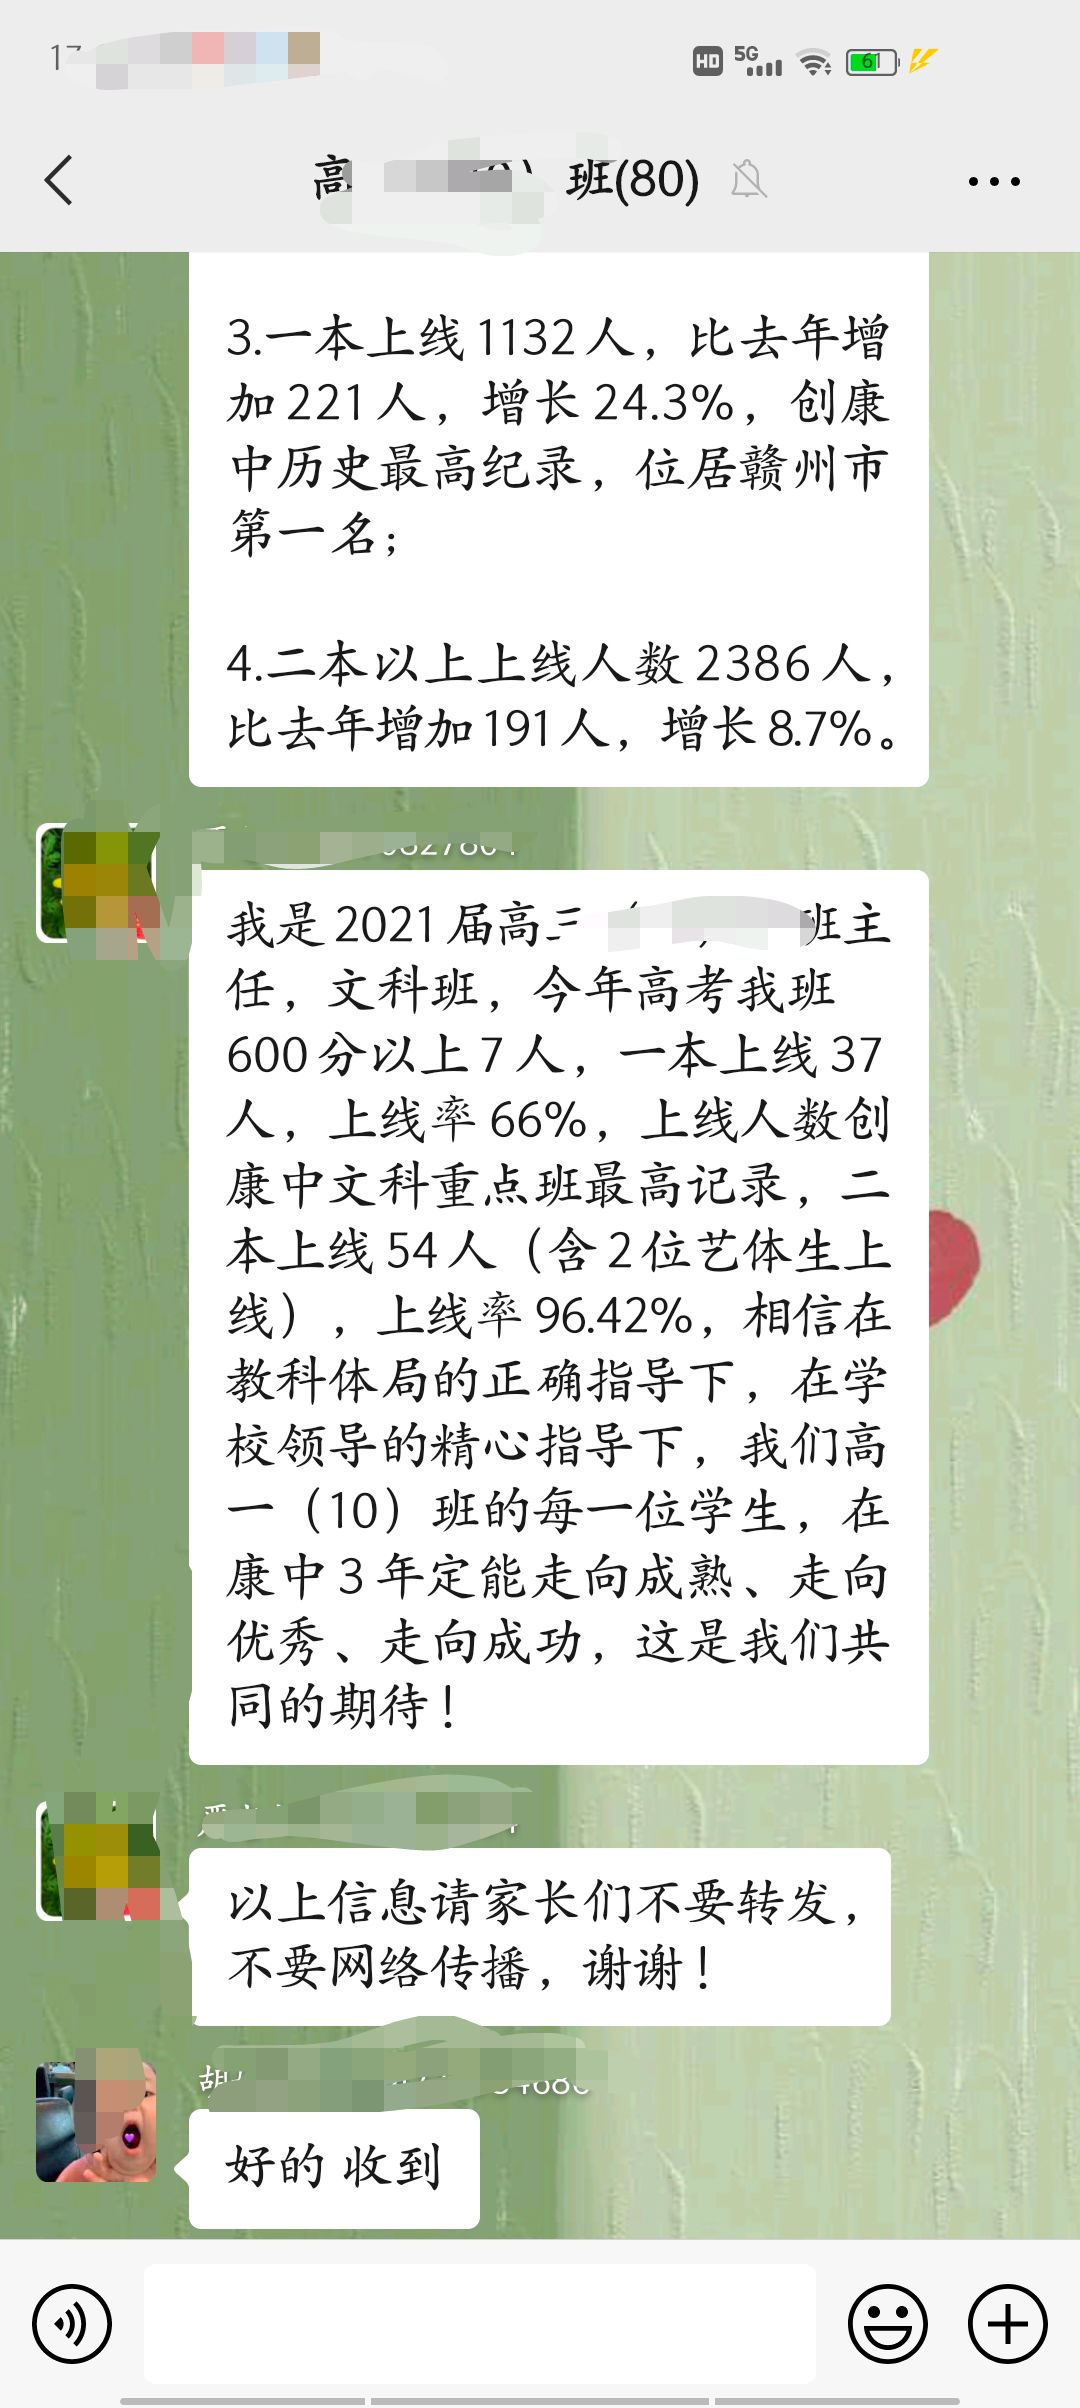 17
HD 5G 61
高 班(80)
3.一本上线1132人，比去年增
加221人，增长24.3%，创康
中历史最高纪录，位居赣州市
第一名；
4.二本以上上线人数2386人，
比去年增加191人，增长8.7%。
我是2021届高三（ 班主
任，文科班，今年高考我班
600分以上7人，一本上线37
人，上线率66%，上线人数创
康中文科重点班最高记录，二
本上线54人（含2位艺体生上
线），上线率96.42%，相信在
教科体局的正确指导下，在学
校领导的精心指导下，我们高
一（10）班的每一位学生，在
康中3年定能走向成熟、走向
优秀、走向成功，这是我们共
同的期待！
以上信息请家长们不要转发，
不要网络传播，谢谢！
胡
好的 收到